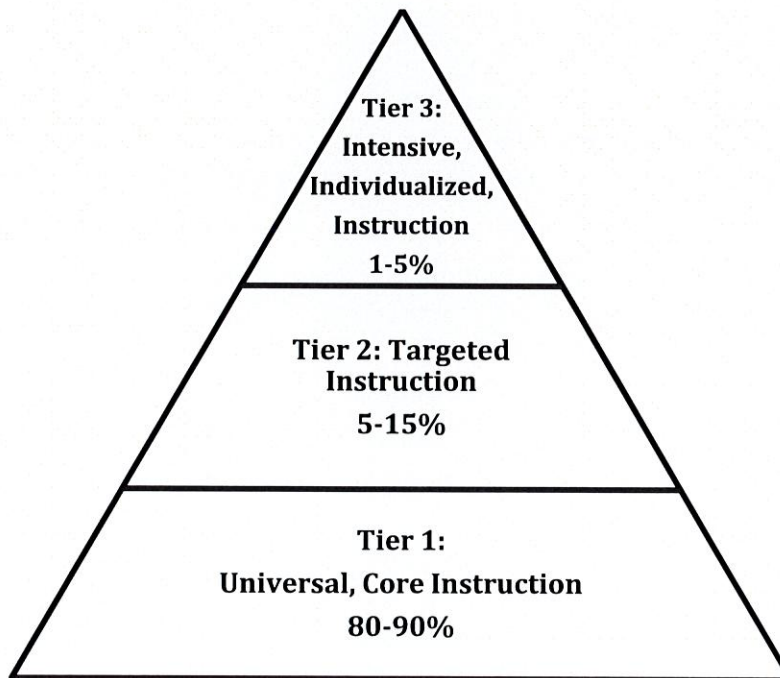 Tier 3:
Intensive,
Individualized,
Instruction
1-5%
Tier 2: Targeted
Instruction
5-15%
Tier 1:
Universal, Core Instruction
80-90%